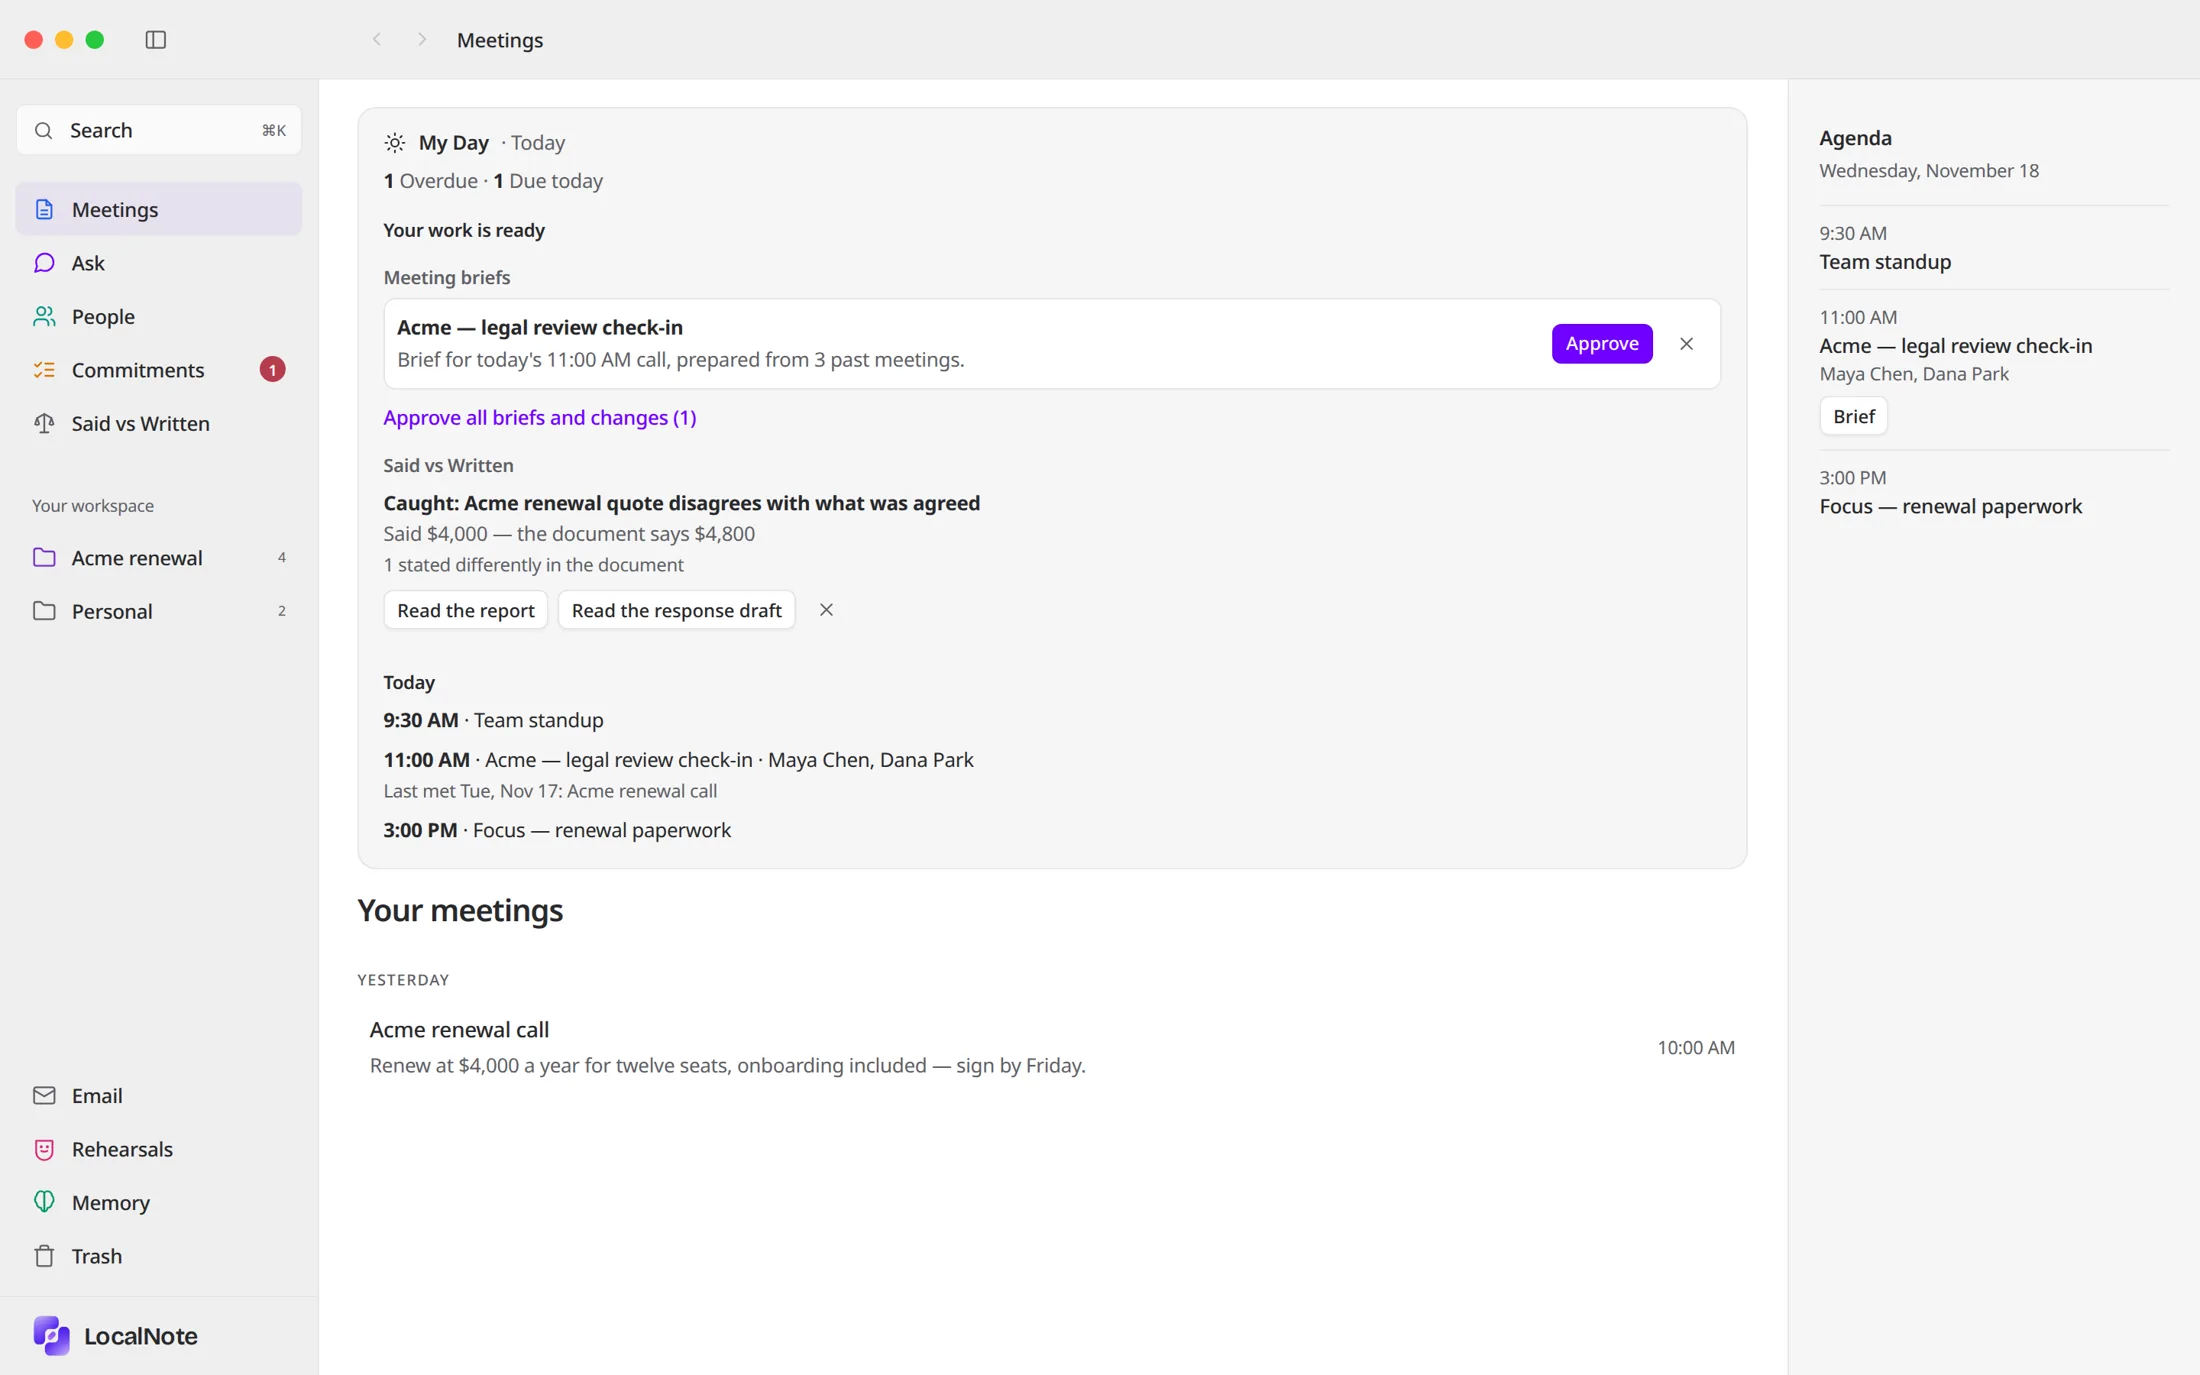 Meetings
Search ⌘K
Meetings
Ask
People
Commitments 1
Said vs Written
Your workspace
Acme renewal 4
Personal 2
Email
Rehearsals
Memory
Trash
LocalNote
My Day · Today
1 Overdue · 1 Due today
Your work is ready
Meeting briefs
Acme — legal review check-in
Brief for today's 11:00 AM call, prepared from 3 past meetings.
Approve
Approve all briefs and changes (1)
Said vs Written
Caught: Acme renewal quote disagrees with what was agreed
Said $4,000 — the document says $4,800
1 stated differently in the document
Read the report
Read the response draft
Today
9:30 AM · Team standup
11:00 AM · Acme — legal review check-in · Maya Chen, Dana Park
Last met Tue, Nov 17: Acme renewal call
3:00 PM · Focus — renewal paperwork
Your meetings
YESTERDAY
Acme renewal call
Renew at $4,000 a year for twelve seats, onboarding included — sign by Friday.
10:00 AM
Agenda
Wednesday, November 18
9:30 AM
Team standup
11:00 AM
Acme — legal review check-in
Maya Chen, Dana Park
Brief
3:00 PM
Focus — renewal paperwork